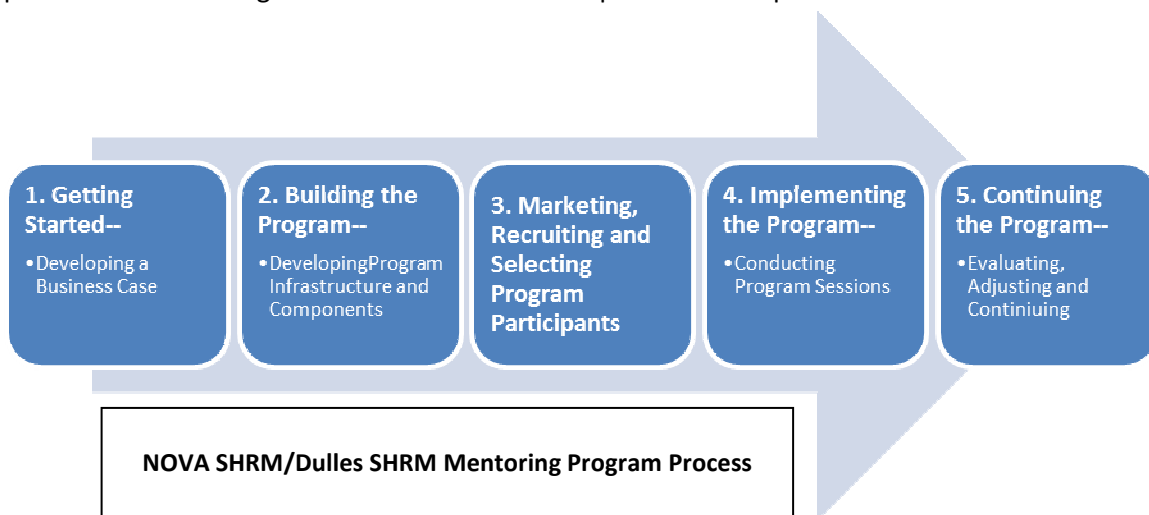 1. Getting
Started--
•Developing a
Business Case
2. Building the
Program--
•DevelopingProgram
Infrastructure and
Components
3. Marketing,
Recruiting and
Selecting
Program
Participants
4. Implementing
the Program--
•Conducting
Program Sessions
5. Continuing
the Program--
•Evaluating,
Adjusting and
Continiuing
NOVA SHRM/Dulles SHRM Mentoring Program Process